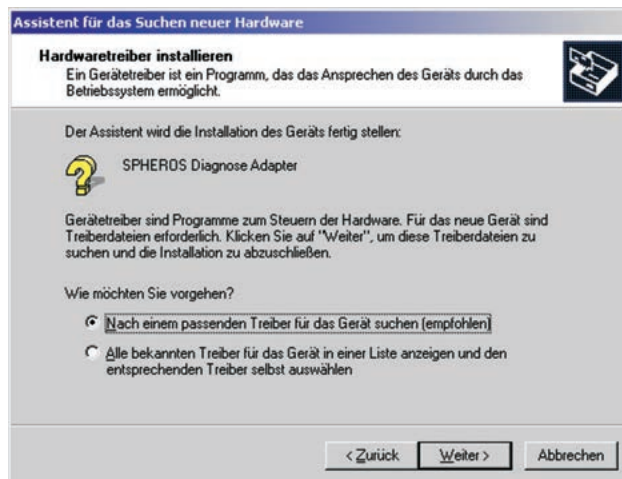 Assistent für das Suchen neuer Hardware
Hardwaretreiber installieren
Ein Gerätetreiber ist ein Programm, das das Ansprechen des Geräts durch das
Betriebssystem ermöglicht.
Der Assistent wird die Installation des Geräts fertig stellen:
SPHEROS Diagnose Adapter
Gerätetreiber sind Programme zum Steuern der Hardware. Für das neue Gerät sind
Treiberdateien erforderlich. Klicken Sie auf "Weiter", um diese Treiberdateien zu
suchen und die Installation zu abzuschließen.
Wie möchten Sie vorgehen?
Nach einem passenden Treiber für das Gerät suchen (empfohlen)
Alle bekannten Treiber für das Gerät in einer Liste anzeigen und den
entsprechenden Treiber selbst auswählen
< Zurück Weiter > Abbrechen